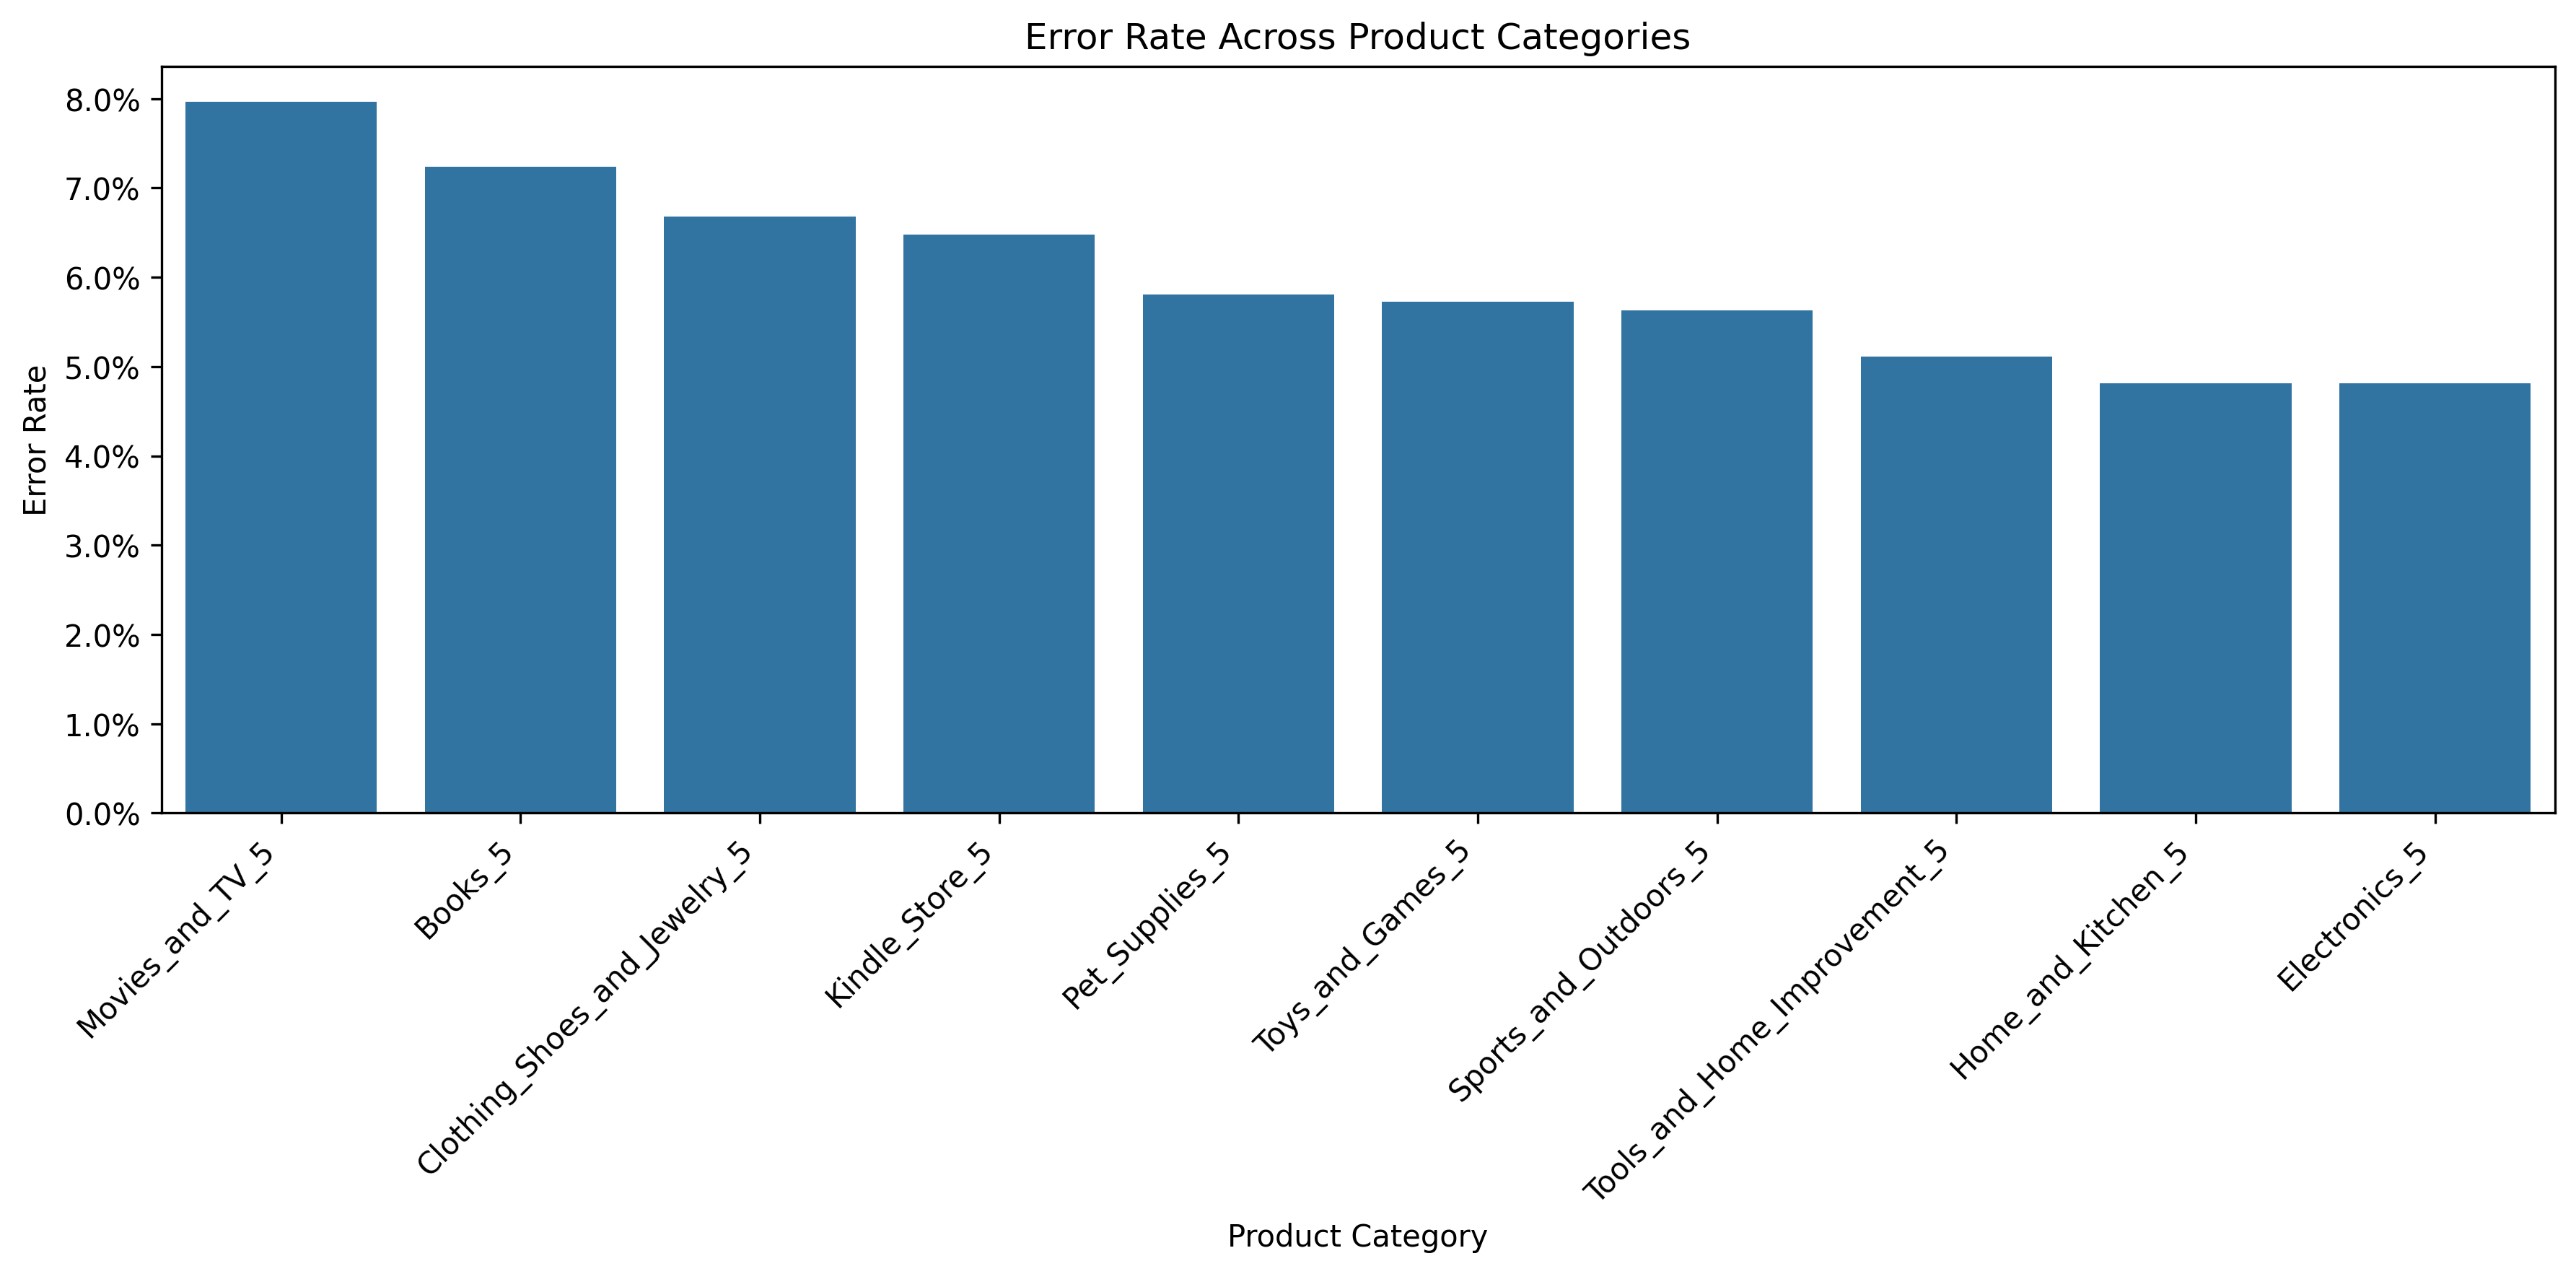 Error Rate Across Product Categories
8.0%
7.0%
6.0%
5.0%
4.0%
3.0%
2.0%
1.0%
0.0%
Error Rate
Movies_and_TV_5
Books_5
Clothing_Shoes_and_Jewelry_5
Kindle_Store_5
Pet_Supplies_5
Toys_and_Games_5
Sports_and_Outdoors_5
Tools_and_Home_Improvement_5
Home_and_Kitchen_5
Electronics_5
Product Category